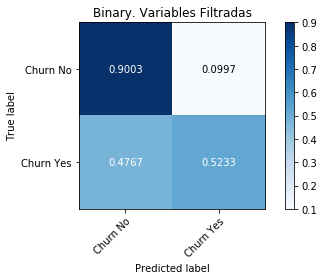 Binary. Variables Filtradas
True label
Churn No
0.9003
0.0997
Churn Yes
0.4767
0.5233
Churn No
Churn Yes
Predicted label
0.9
0.8
0.7
0.6
0.5
0.4
0.3
0.2
0.1